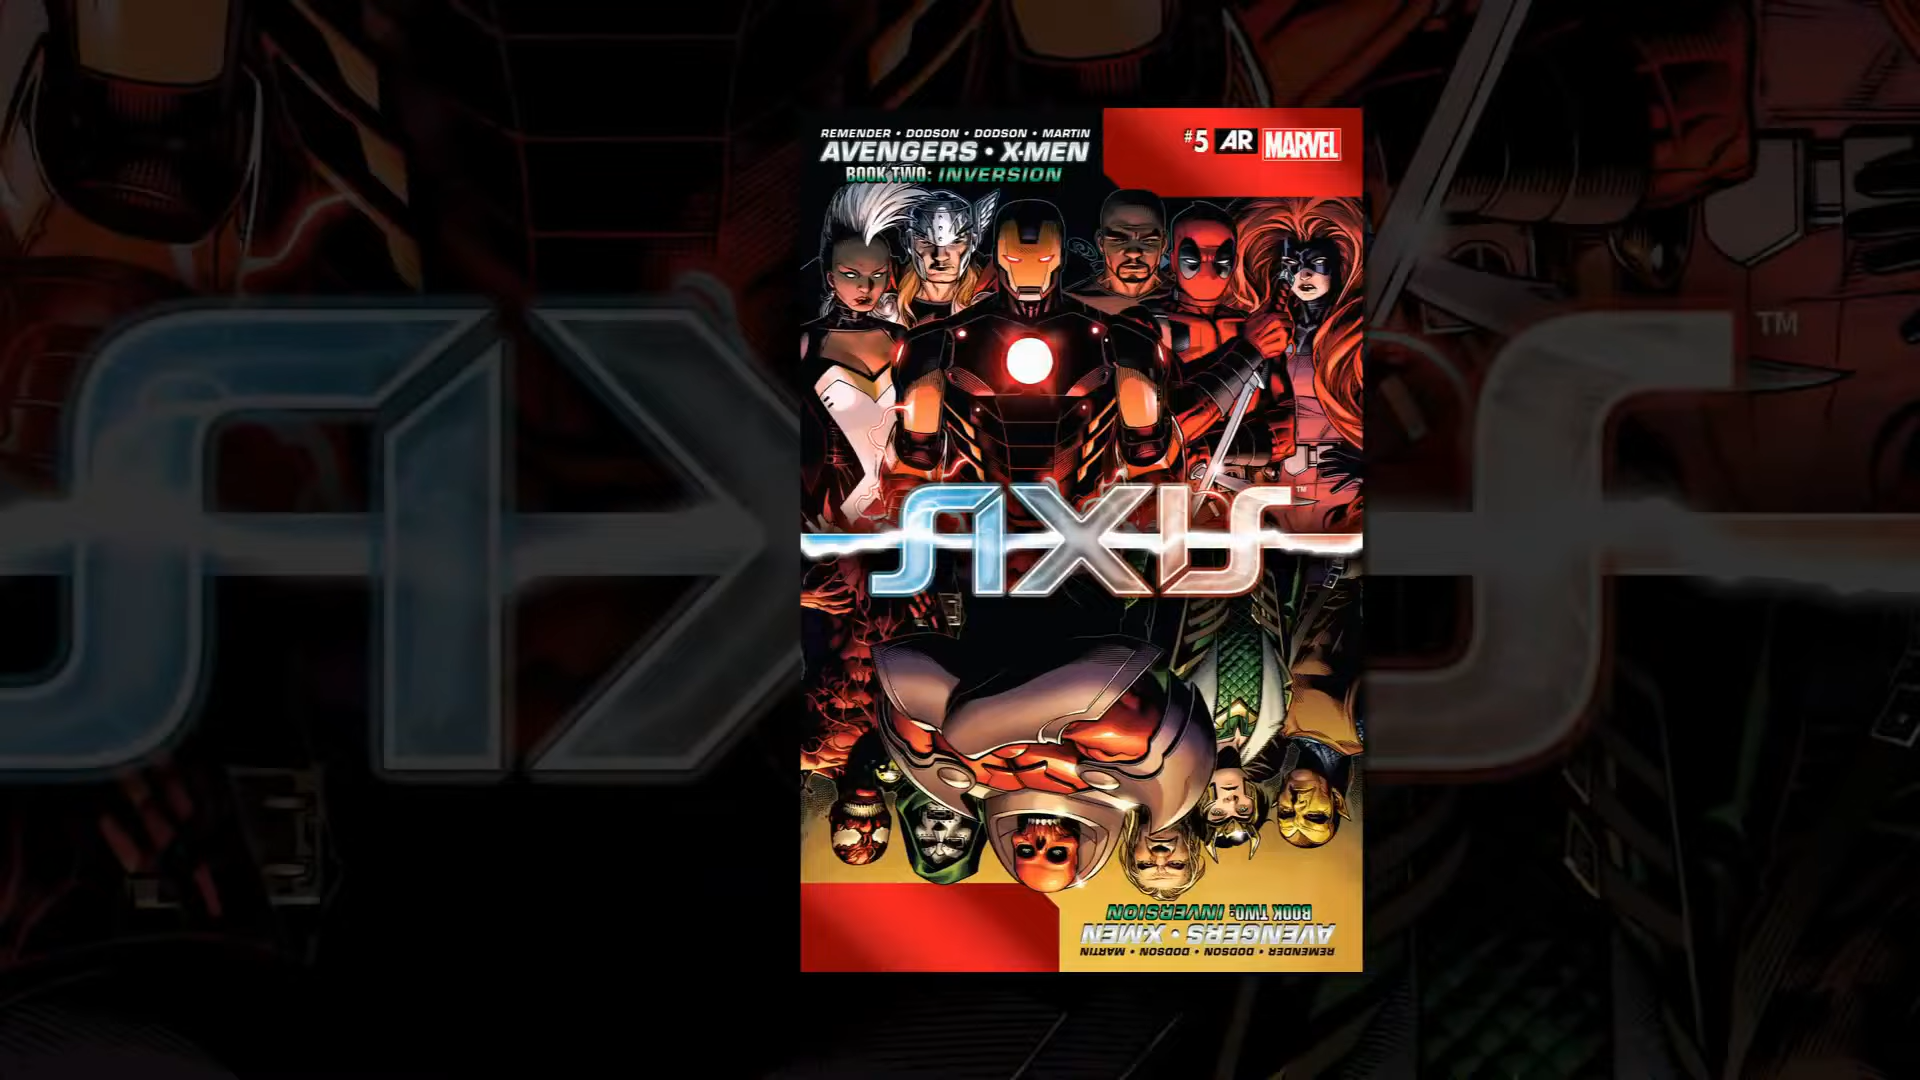 REMENDER • DODSON • DODSON • MARTIN
AVENGERS • X-MEN
BOOK TWO: INVERSION
#5 AR MARVEL
AXIS™
BOOK TWO: INVERSION
AVENGERS • X-MEN
REMENDER • DODSON • DODSON • MARTIN